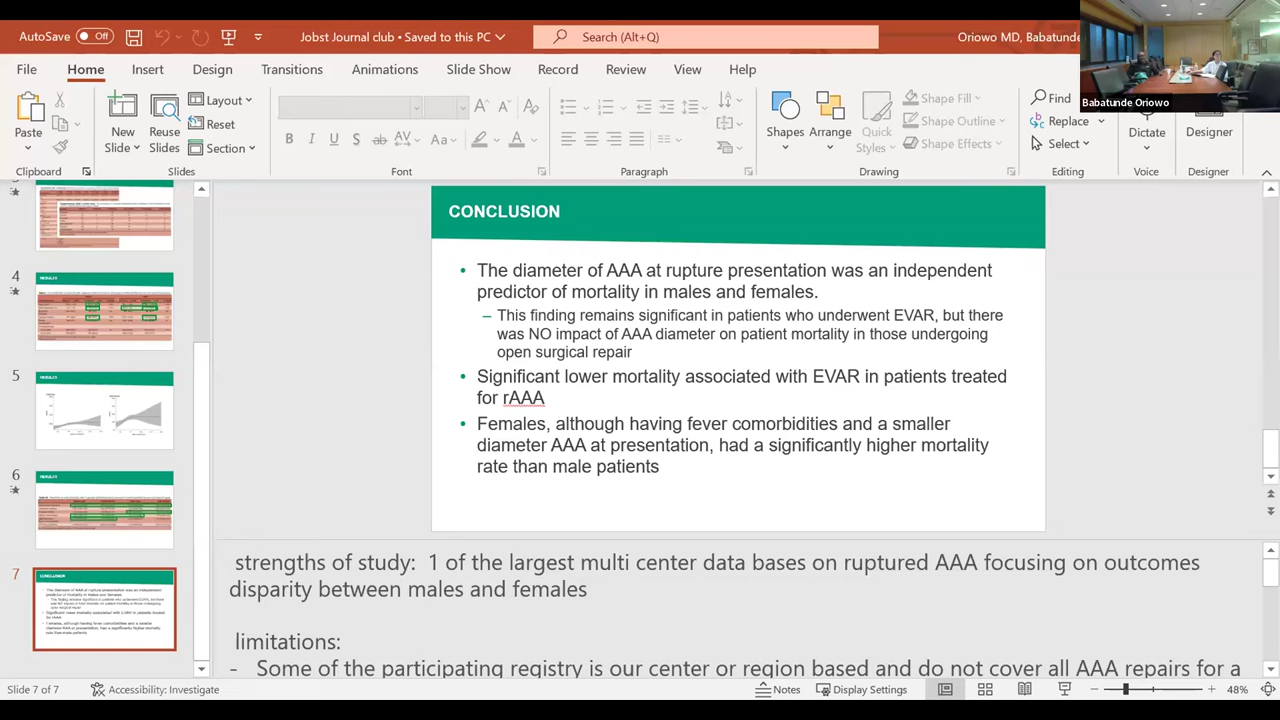 AutoSave Off
Jobst Journal club • Saved to this PC
Search (Alt+Q)
Oriowo MD, Babatunde
Babatunde Oriowo
File Home Insert Design Transitions Animations Slide Show Record Review View Help
Paste
Clipboard
New
Slide
Reuse
Slides
Layout
Reset
Section
Slides
B I U S ab AV Aa A
Font
Paragraph
Shapes
Arrange
Quick
Styles
Shape Fill
Shape Outline
Shape Effects
Drawing
Find
Replace
Select
Editing
Dictate
Voice
Designer
Designer
4
5
6
7
CONCLUSION
• The diameter of AAA at rupture presentation was an independent
predictor of mortality in males and females.
– This finding remains significant in patients who underwent EVAR, but there
was NO impact of AAA diameter on patient mortality in those undergoing
open surgical repair
• Significant lower mortality associated with EVAR in patients treated
for rAAA
• Females, although having fever comorbidities and a smaller
diameter AAA at presentation, had a significantly higher mortality
rate than male patients
strengths of study: 1 of the largest multi center data bases on ruptured AAA focusing on outcomes
disparity between males and females
limitations:
- Some of the participating registry is our center or region based and do not cover all AAA repairs for a
Slide 7 of 7
Accessibility: Investigate
Notes
Display Settings
48%